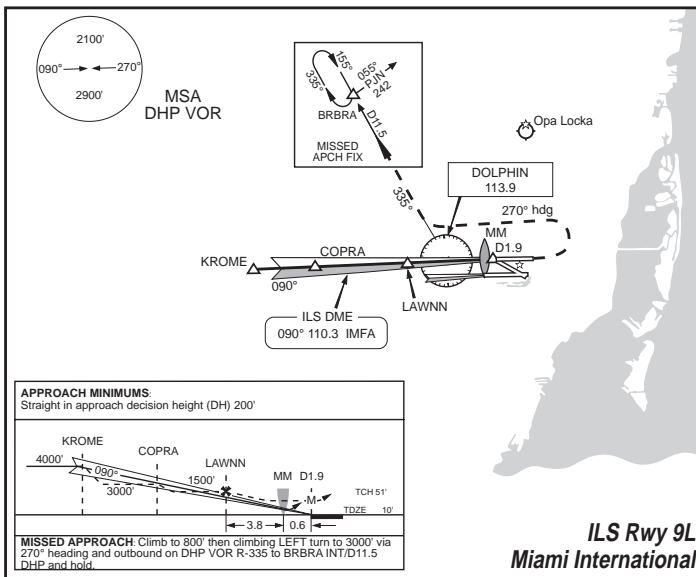 2100'
090° 270°
2900'
MSA
DHP VOR
155°
335°
055°
PJN
242
BRBRA
D11.5
MISSED
APCH FIX
Opa Locka
DOLPHIN
113.9
335°
270° hdg
MM
D1.9
COPRA
KROME
090°
LAWNN
ILS DME
090° 110.3 IMFA
APPROACH MINIMUMS:
Straight in approach decision height (DH) 200'
KROME
COPRA
LAWNN
MM D1.9
4000'
090°
3000'
1500'
M
TCH 51'
TDZE 10'
3.8 0.6
MISSED APPROACH: Climb to 800' then climbing LEFT turn to 3000' via
270° heading and outbound on DHP VOR R-335 to BRBRA INT/D11.5
DHP and hold.
ILS Rwy 9L
Miami International